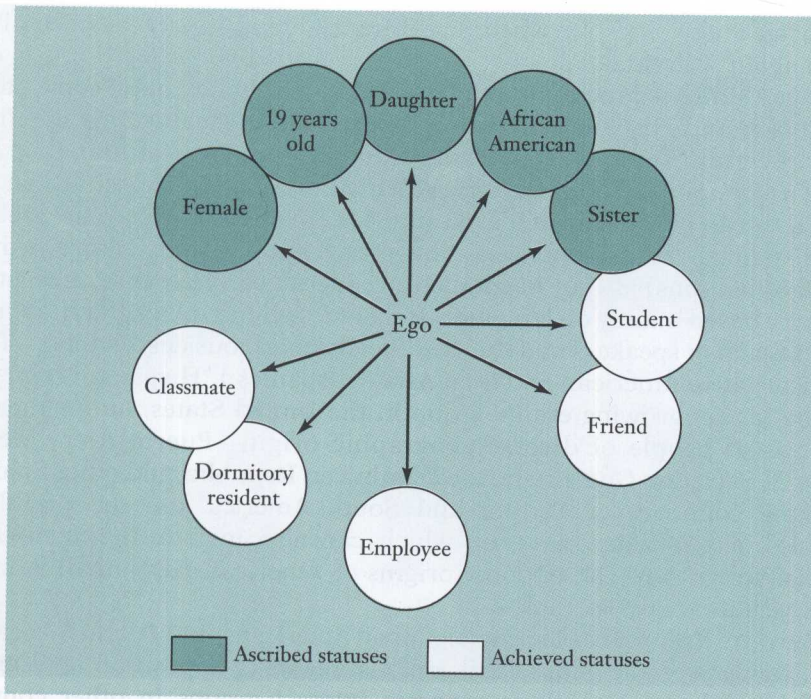 Daughter
19 years
old
African
American
Female
Sister
Ego
Student
Classmate
Friend
Dormitory
resident
Employee
Ascribed statuses
Achieved statuses